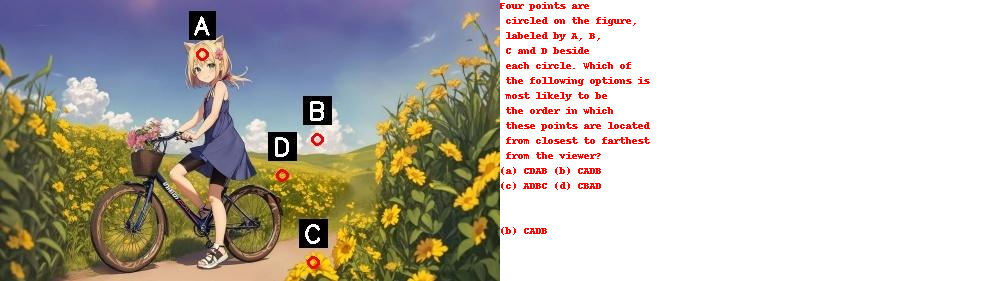 A
B
D
C
Four points are
circled on the figure,
labeled by A, B,
C and D beside
each circle. Which of
the following options is
most likely to be
the order in which
these points are located
from closest to farthest
from the viewer?
(a) CDAB (b) CADB
(c) ADBC (d) CBAD
(b) CADB